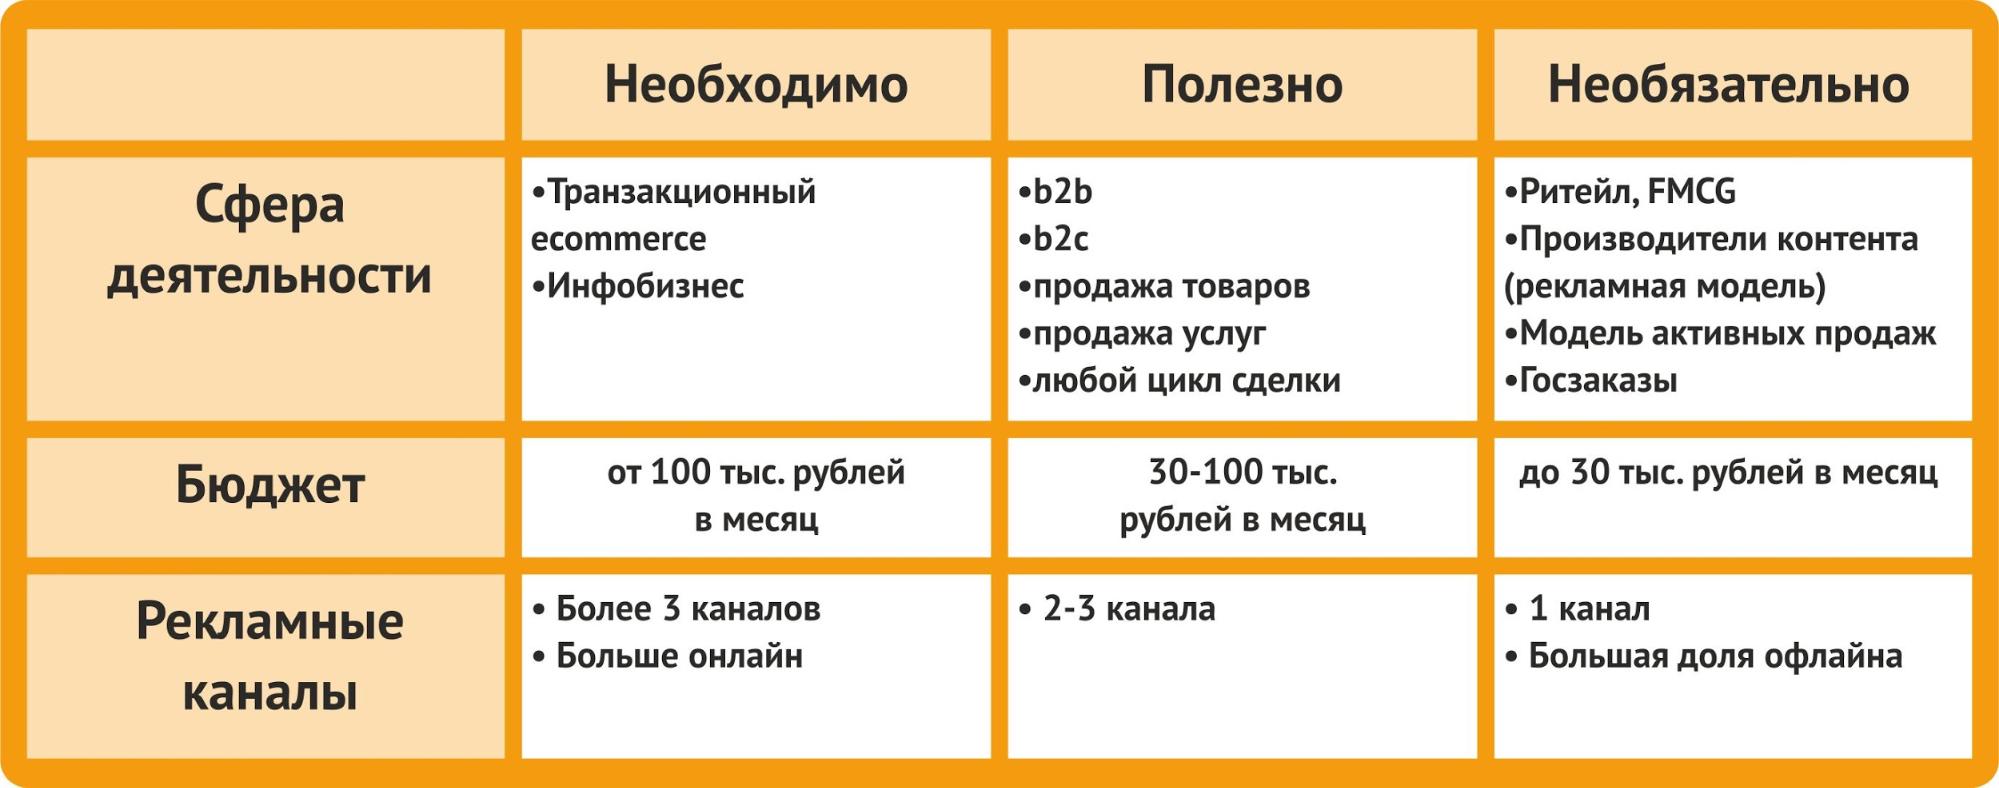 Необходимо
Полезно
Необязательно
Сфера
деятельности
•Транзакционный
ecommerce
•Инфобизнес
•b2b
•b2c
•продажа товаров
•продажа услуг
•любой цикл сделки
•Ритейл, FMCG
•Производители контента
(рекламная модель)
•Модель активных продаж
•Госзаказы
Бюджет
от 100 тыс. рублей
в месяц
30-100 тыс.
рублей в месяц
до 30 тыс. рублей в месяц
Рекламные
каналы
• Более 3 каналов
• Больше онлайн
• 2-3 канала
• 1 канал
• Большая доля офлайна